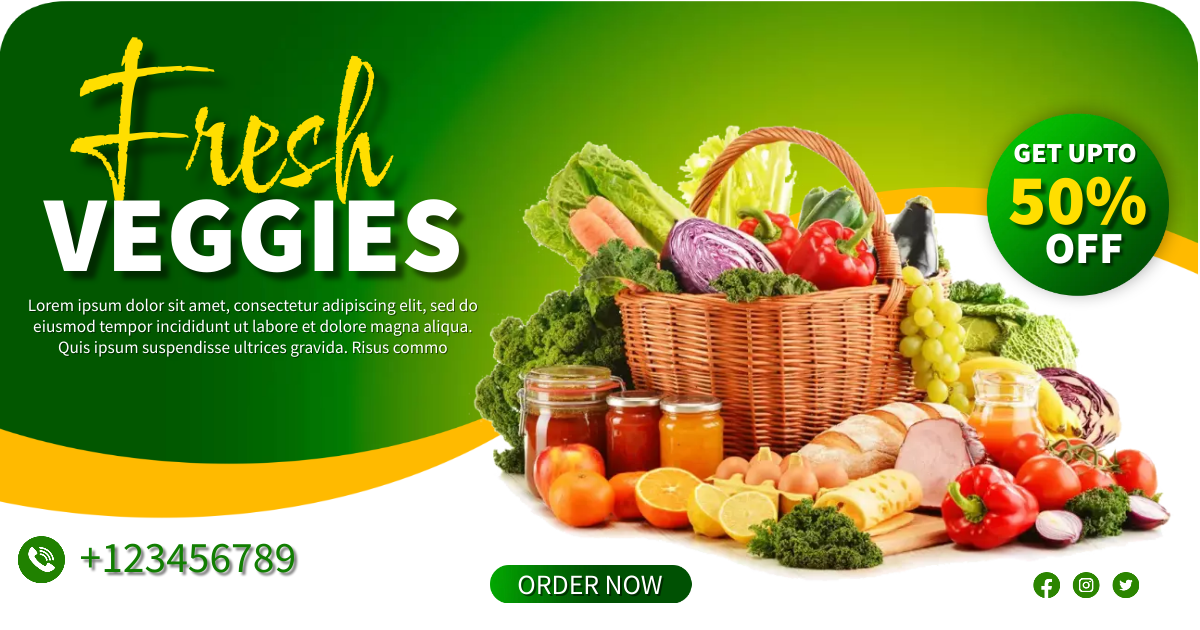 Fresh
VEGGIES
Lorem ipsum dolor sit amet, consectetur adipiscing elit, sed do
eiusmod tempor incididunt ut labore et dolore magna aliqua.
Quis ipsum suspendisse ultrices gravida. Risus commo
GET UPTO
50%
OFF
+123456789
ORDER NOW